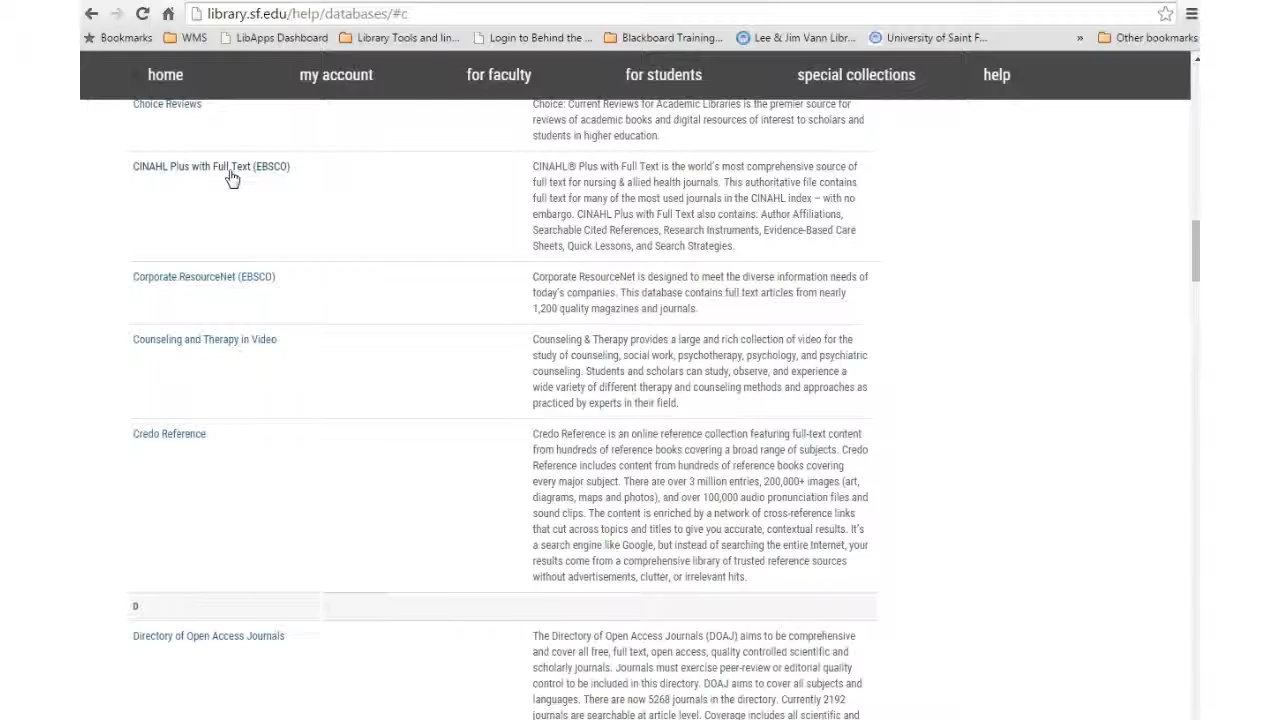 library.sf.edu/help/databases/#c
Bookmarks WMS LibApps Dashboard Library Tools and lin... Login to Behind the ... Blackboard Training... Lee & Jim Vann Libr... University of Saint F... » Other bookmarks
home my account for faculty for students special collections help
Choice Reviews
Choice: Current Reviews for Academic Libraries is the premier source for
reviews of academic books and digital resources of interest to scholars and
students in higher education.
CINAHL Plus with Full Text (EBSCO)
CINAHL® Plus with Full Text is the world's most comprehensive source of
full text for nursing & allied health journals. This authoritative file contains
full text for many of the most used journals in the CINAHL index – with no
embargo. CINAHL Plus with Full Text also contains: Author Affiliations,
Searchable Cited References, Research Instruments, Evidence-Based Care
Sheets, Quick Lessons, and Search Strategies.
Corporate ResourceNet (EBSCO)
Corporate ResourceNet is designed to meet the diverse information needs of
today's companies. This database contains full text articles from nearly
1,200 quality magazines and journals.
Counseling and Therapy in Video
Counseling & Therapy provides a large and rich collection of video for the
study of counseling, social work, psychotherapy, psychology, and psychiatric
counseling. Students and scholars can study, observe, and experience a
wide variety of different therapy and counseling methods and approaches as
practiced by experts in their field.
Credo Reference
Credo Reference is an online reference collection featuring full-text content
from hundreds of reference books covering a broad range of subjects. Credo
Reference includes content from hundreds of reference books covering
every major subject. There are over 3 million entries, 200,000+ images (art,
diagrams, maps and photos), and over 100,000 audio pronunciation files and
sound clips. The content is enriched by a network of cross-reference links
that cut across topics and titles to give you accurate, contextual results. It's
a search engine like Google, but instead of searching the entire Internet, your
results come from a comprehensive library of trusted reference sources
without advertisements, clutter, or irrelevant hits.
D
Directory of Open Access Journals
The Directory of Open Access Journals (DOAJ) aims to be comprehensive
and cover all free, full text, open access, quality controlled scientific and
scholarly journals. Journals must exercise peer-review or editorial quality
control to be included in this directory. DOAJ aims to cover all subjects and
languages. There are now 5268 journals in the directory. Currently 2192
journals are searchable at article level. Coverage includes all scientific and